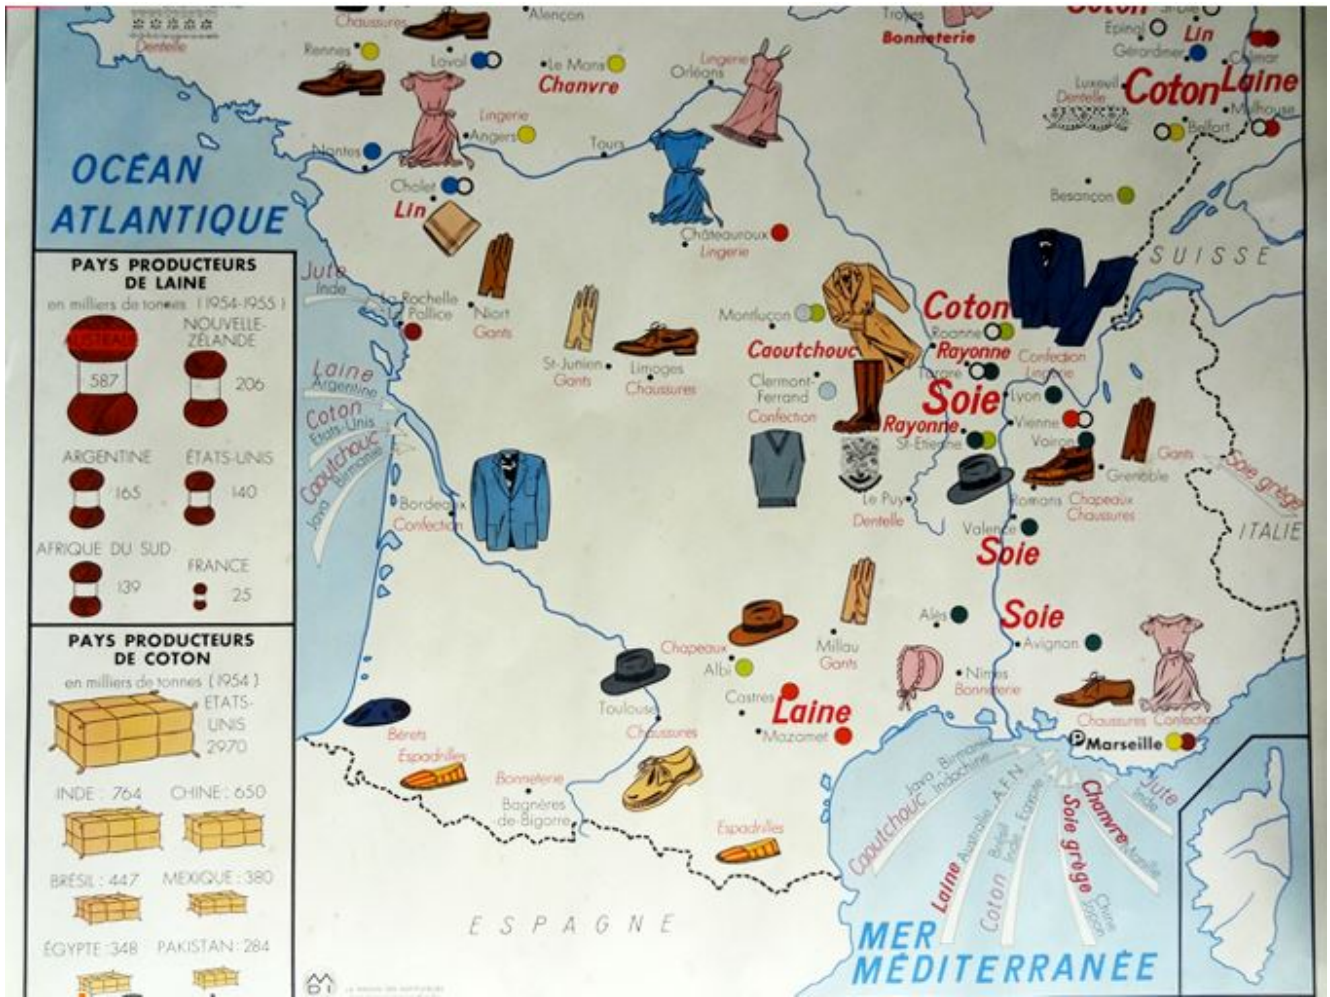 Dentelle
Chaussures
Alençon
Troyes
Bonneterie
Coton
St-Dié
Epinal
Lin
Gérardmer
Colmar
Rennes
Laval
Le Mans
Chanvre
Lingerie
Orléans
Luxeuil
Dentelle
Coton
Laine
Mulhouse
Belfort
Lingerie
Angers
Tours
Nantes
OCÉAN
ATLANTIQUE
Cholet
Lin
Besançon
Châteauroux
Lingerie
SUISSE
PAYS PRODUCTEURS
DE LAINE
en milliers de tonnes (1954-1955)
AUSTRALIE
587
NOUVELLE-
ZÉLANDE
206
ARGENTINE
165
ÉTATS-UNIS
140
AFRIQUE DU SUD
139
FRANCE
25
Jute
Inde
La Rochelle
La Pallice
Niort
Gants
St-Junien
Gants
Limoges
Chaussures
Montluçon
Caoutchouc
Clermont-
Ferrand
Confection
Coton
Roanne
Rayonne
Tarare
Confection
Lingerie
Soie
Lyon
Rayonne
St-Etienne
Vienne
Voiron
Gants
Grenoble
Laine
Argentine
Coton
Etats-Unis
Caoutchouc
Java Birmanie
Bordeaux
Confection
Le Puy
Dentelle
Romans
Chapeaux
Chaussures
Valence
Soie
Soie grège
ITALIE
Alès
Soie
Avignon
Chapeaux
Albi
Millau
Gants
Nîmes
Bonneterie
Castres
Laine
Mazamet
Toulouse
Chaussures
Chaussures Confection
P Marseille
Bérets
Espadrilles
Bonneterie
Bagnères
-de-Bigorre
Espadrilles
PAYS PRODUCTEURS
DE COTON
en milliers de tonnes (1954)
ETATS-
UNIS
2970
INDE : 764
CHINE : 650
BRÉSIL : 447
MEXIQUE : 380
ÉGYPTE : 348
PAKISTAN : 284
Caoutchouc
Java Birmanie
Indochine
Laine
Australie A.F.N.
Coton
Brésil
Inde Egypte
Soie grège
Chine
Japon
Chanvre
Manille
Jute
Inde
ESPAGNE
MER
MÉDITERRANÉE
MDI